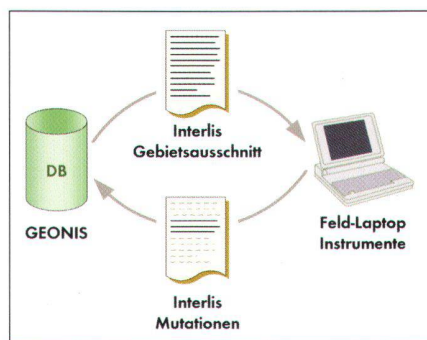 Interlis
Gebietsausschnitt
DB
GEONIS
Feld-Laptop
Instrumente
Interlis
Mutationen